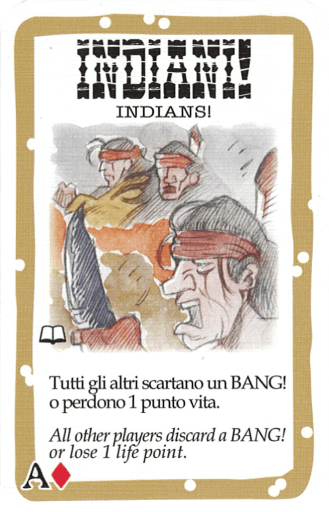 INDIANI!
INDIANS!
Tutti gli altri scartano un BANG!
o perdono 1 punto vita.
All other players discard a BANG!
or lose 1 life point.
A